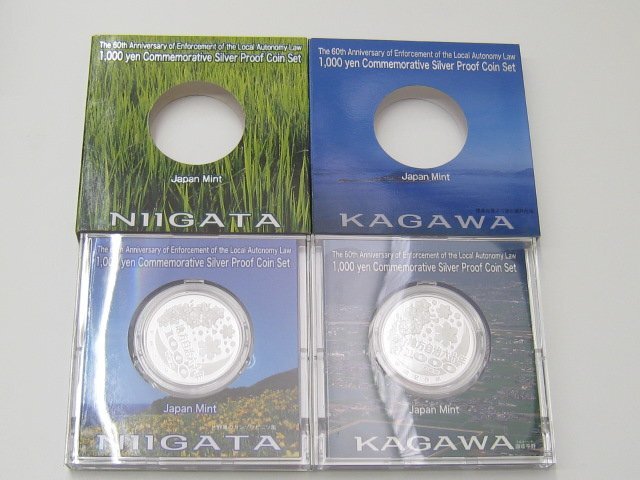 The 60th Anniversary of Enforcement of the Local Autonomy Law
1,000 yen Commemorative Silver Proof Coin Set
Japan Mint
NIIGATA
The 60th Anniversary of Enforcement of the Local Autonomy Law
1,000 yen Commemorative Silver Proof Coin Set
Japan Mint
KAGAWA
The 60th Anniversary of Enforcement of the Local Autonomy Law
1,000 yen Commemorative Silver Proof Coin Set
1000
Japan Mint
NIIGATA
The 60th Anniversary of Enforcement of the Local Autonomy Law
1,000 yen Commemorative Silver Proof Coin Set
1000
Japan Mint
KAGAWA